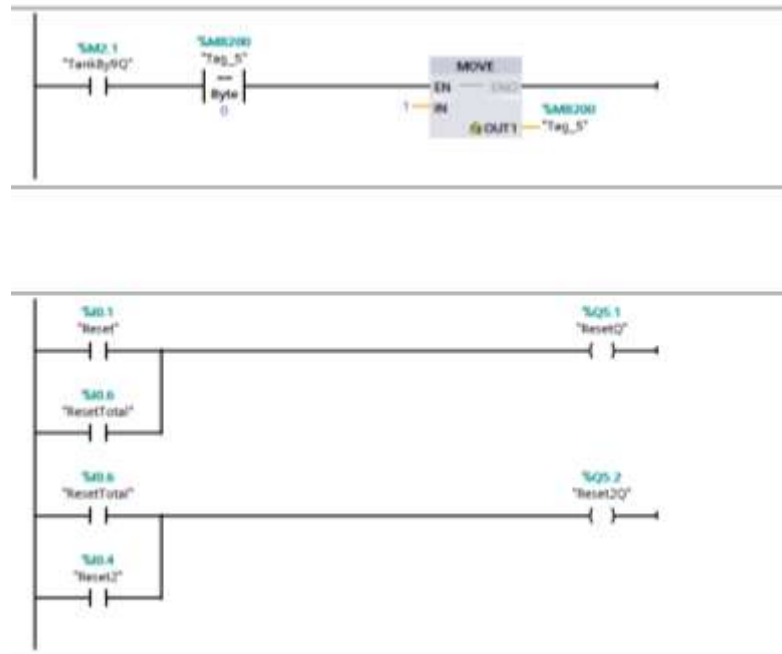 %M2.1
"TankBy9Q"
%MB200
"Tag_5"
==
Byte
0
MOVE
EN
ENO
1
IN
OUT1
%MB200
"Tag_5"
%I0.1
"Reset"
%Q5.1
"ResetQ"
%I0.6
"ResetTotal"
%I0.6
"ResetTotal"
%Q5.2
"Reset2Q"
%I0.4
"Reset2"